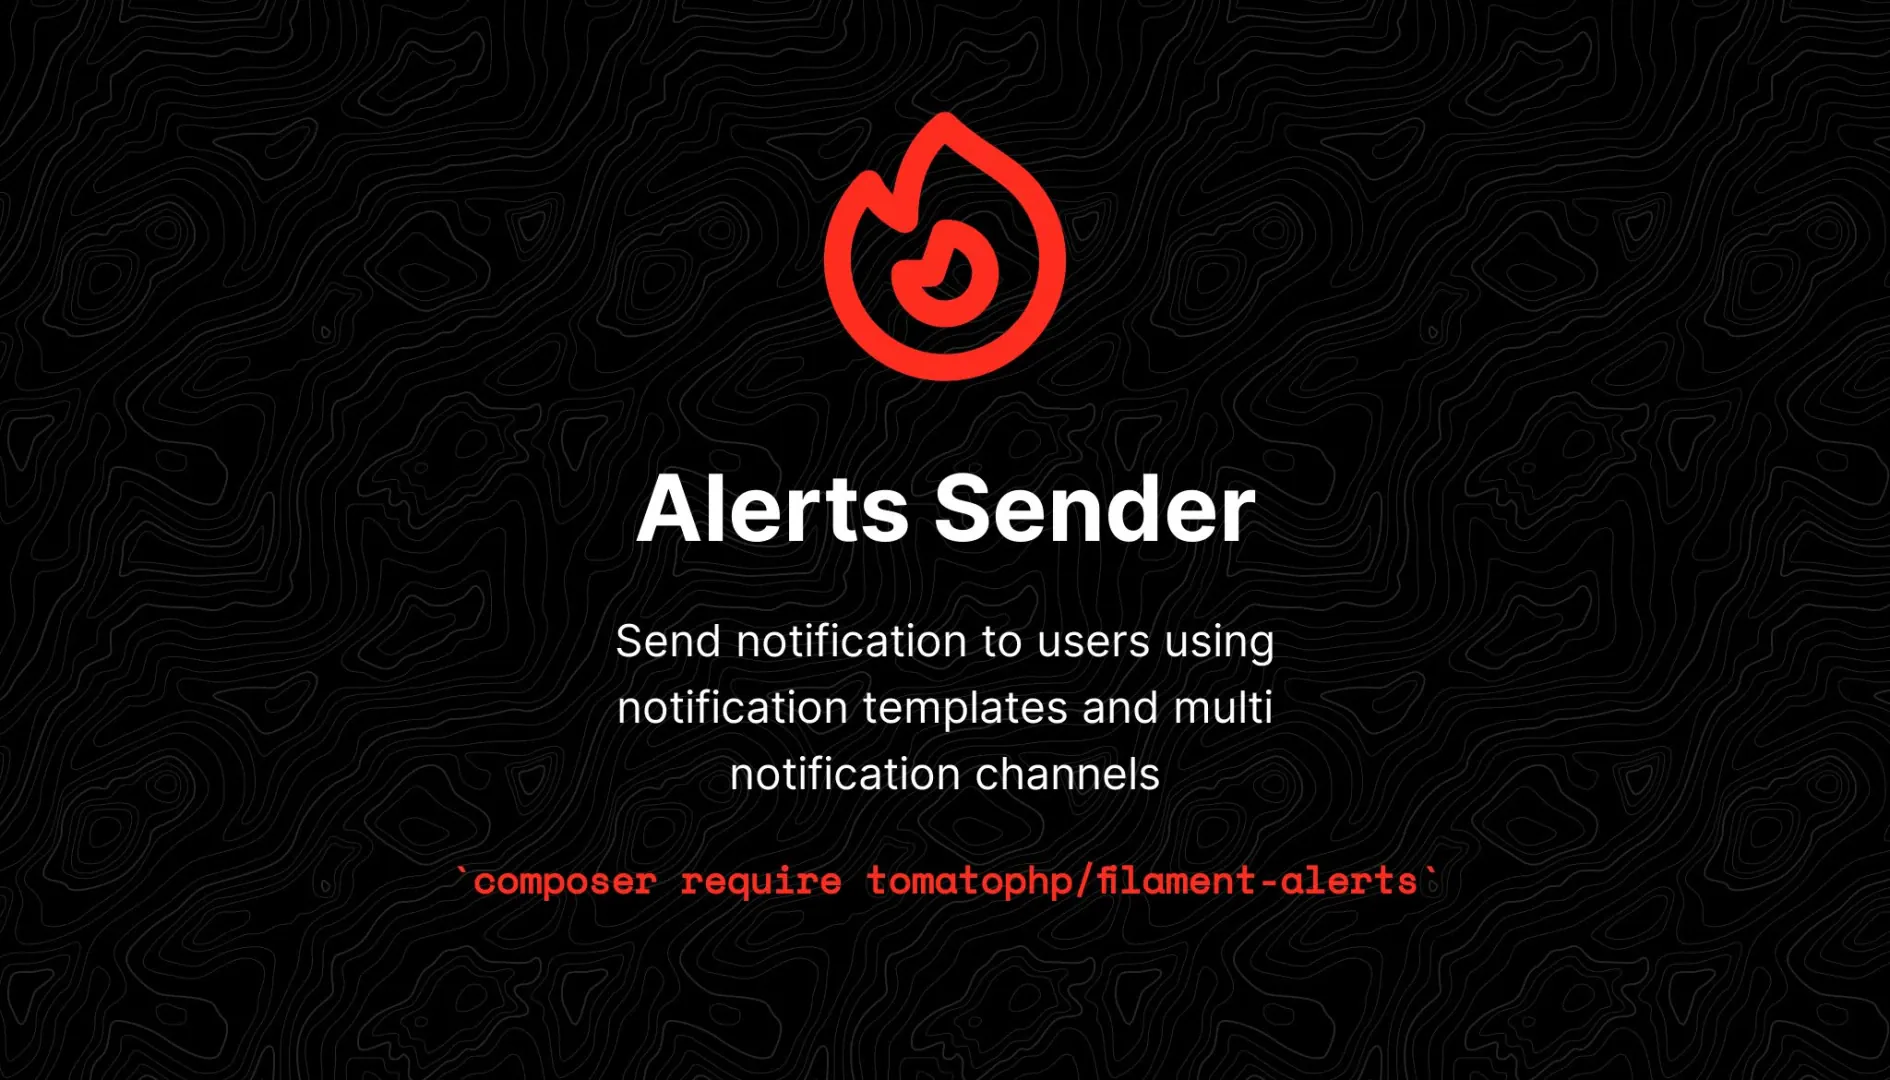 Alerts Sender
Send notification to users using
notification templates and multi
notification channels
`composer require tomatophp/filament-alerts`